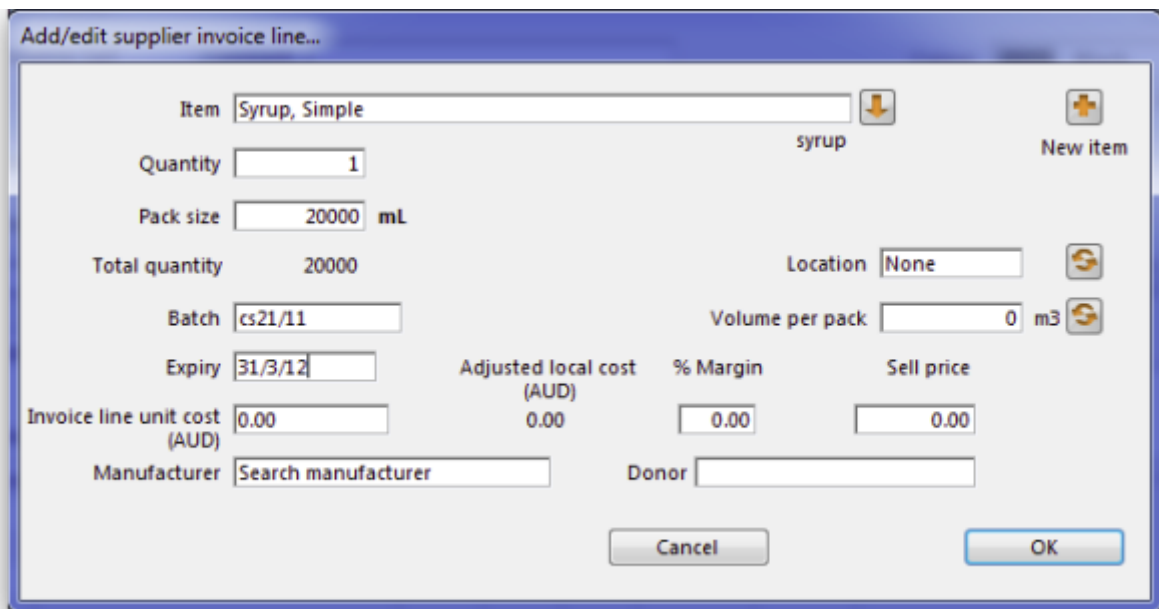 Add/edit supplier invoice line...
Item Syrup, Simple
syrup
New item
Quantity 1
Pack size 20000 mL
Total quantity 20000
Location None
Batch cs21/11
Volume per pack 0 m3
Expiry 31/3/12
Adjusted local cost
(AUD)
% Margin
Sell price
Invoice line unit cost
(AUD)
0.00
0.00
0.00
0.00
Manufacturer Search manufacturer
Donor
Cancel
OK